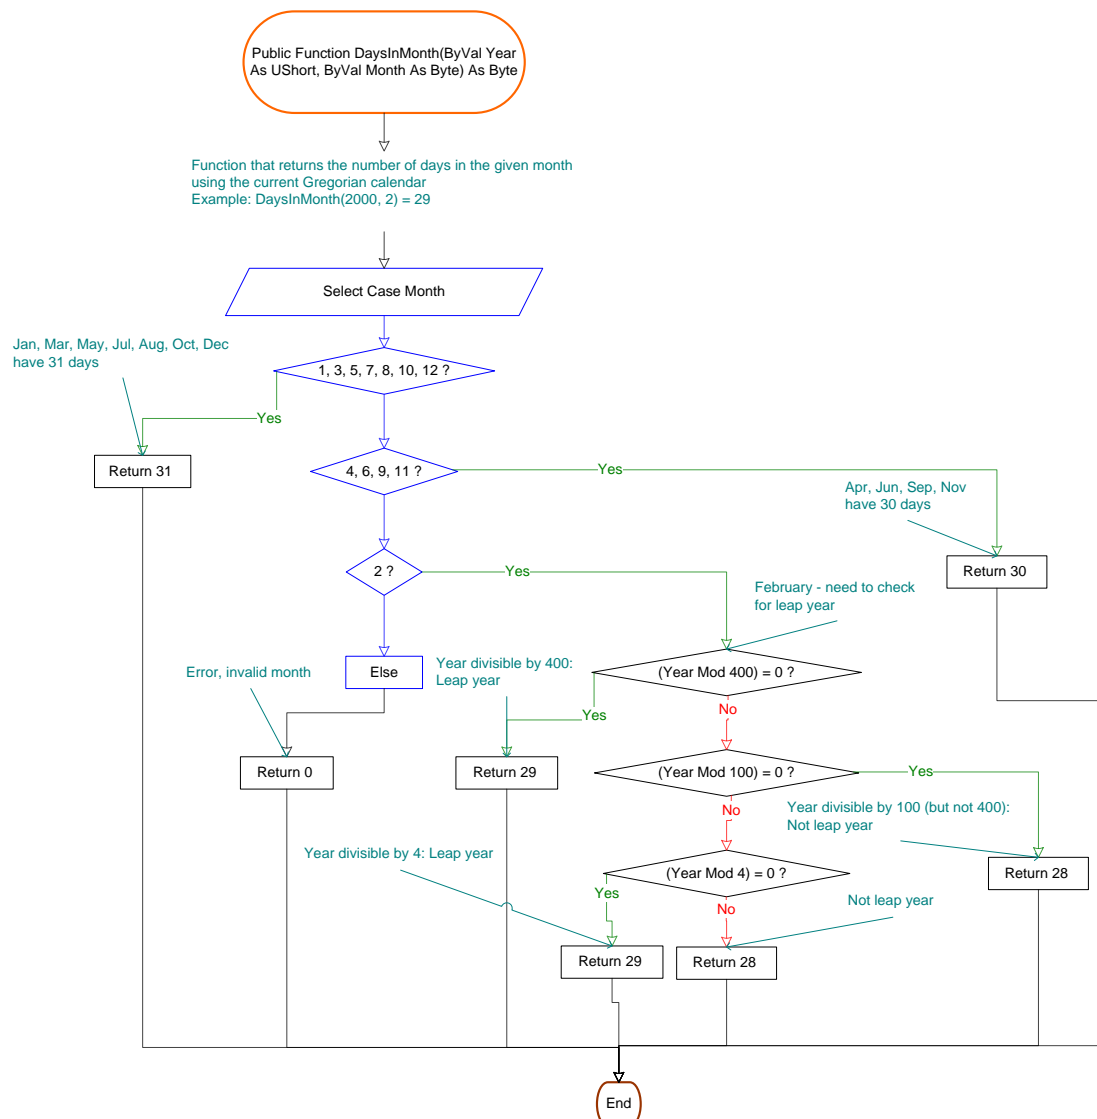 Public Function DaysInMonth(ByVal Year
As UShort, ByVal Month As Byte) As Byte
Function that returns the number of days in the given month
using the current Gregorian calendar
Example: DaysInMonth(2000, 2) = 29
Select Case Month
Jan, Mar, May, Jul, Aug, Oct, Dec
have 31 days
1, 3, 5, 7, 8, 10, 12 ?
Yes
Return 31
4, 6, 9, 11 ?
Yes
Apr, Jun, Sep, Nov
have 30 days
Return 30
2 ?
Yes
February - need to check
for leap year
Else
Error, invalid month
Return 0
Year divisible by 400:
Leap year
(Year Mod 400) = 0 ?
Yes
No
Return 29
(Year Mod 100) = 0 ?
Yes
No
Year divisible by 100 (but not 400):
Not leap year
Return 28
Year divisible by 4: Leap year
(Year Mod 4) = 0 ?
Yes
No
Not leap year
Return 29
Return 28
End